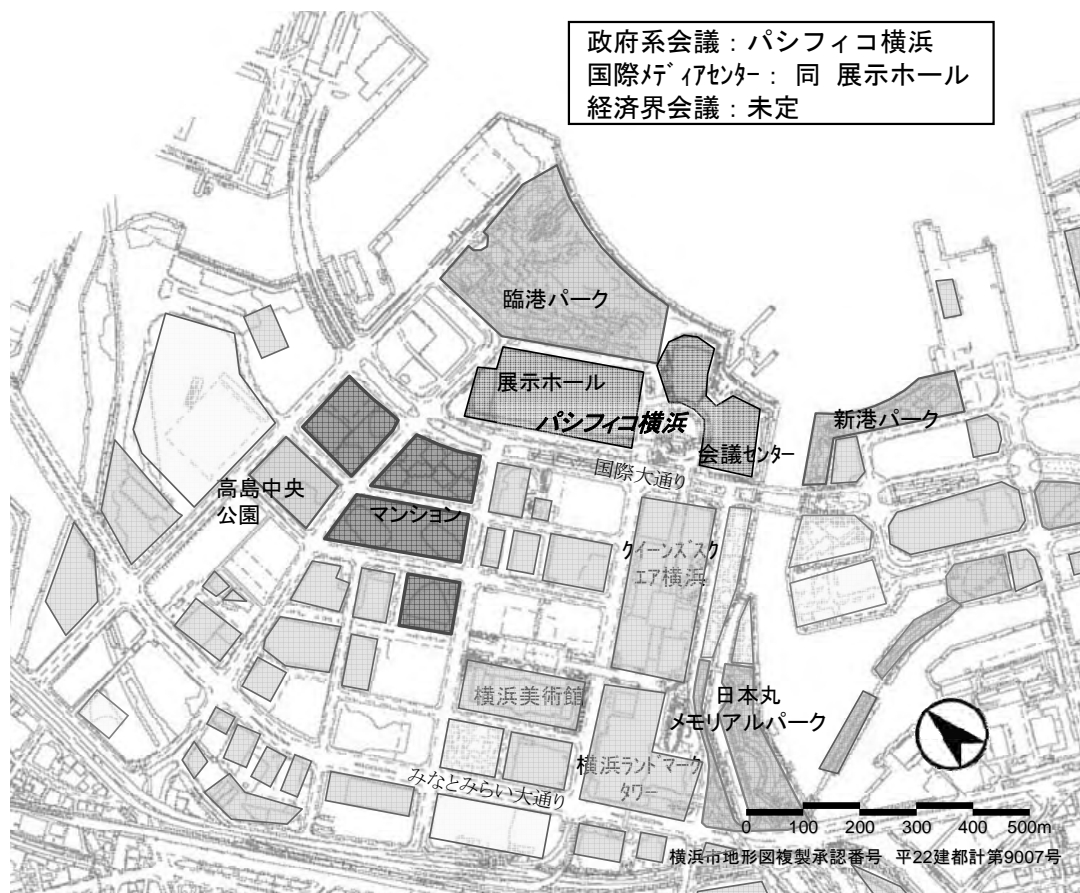 政府系会議：パシフィコ横浜
国際ﾒﾃﾞｨｱｾﾝﾀｰ： 同 展示ホール
経済界会議：未定
臨港パーク
展示ホール
パシフィコ横浜
新港パーク
会議ｾﾝﾀｰ
国際大通り
高島中央
公園
マンション
ｸｲｰﾝｽﾞｽｸ
ｴｱ横浜
横浜美術館
日本丸
メモリアルパーク
横浜ﾗﾝﾄﾞﾏｰｸ
ﾀﾜｰ
みなとみらい大通り
0 100 200 300 400 500m
横浜市地形図複製承認番号 平22建都計第9007号